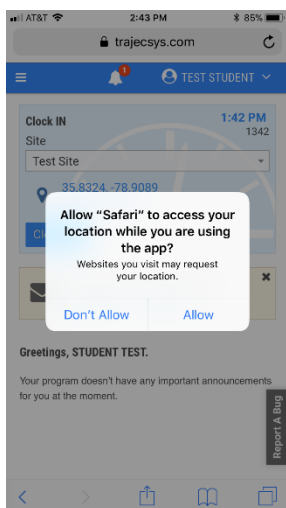 AT&T 2:43 PM 85%
trajecsys.com
1
TEST STUDENT
Clock IN 1:42 PM
Site 1342
Test Site
35.8324, -78.9089
Allow “Safari” to access your
location while you are using
the app?
Websites you visit may request
your location.
Don’t Allow Allow
Greetings, STUDENT TEST.
Your program doesn't have any important announcements
for you at the moment.
Report A Bug